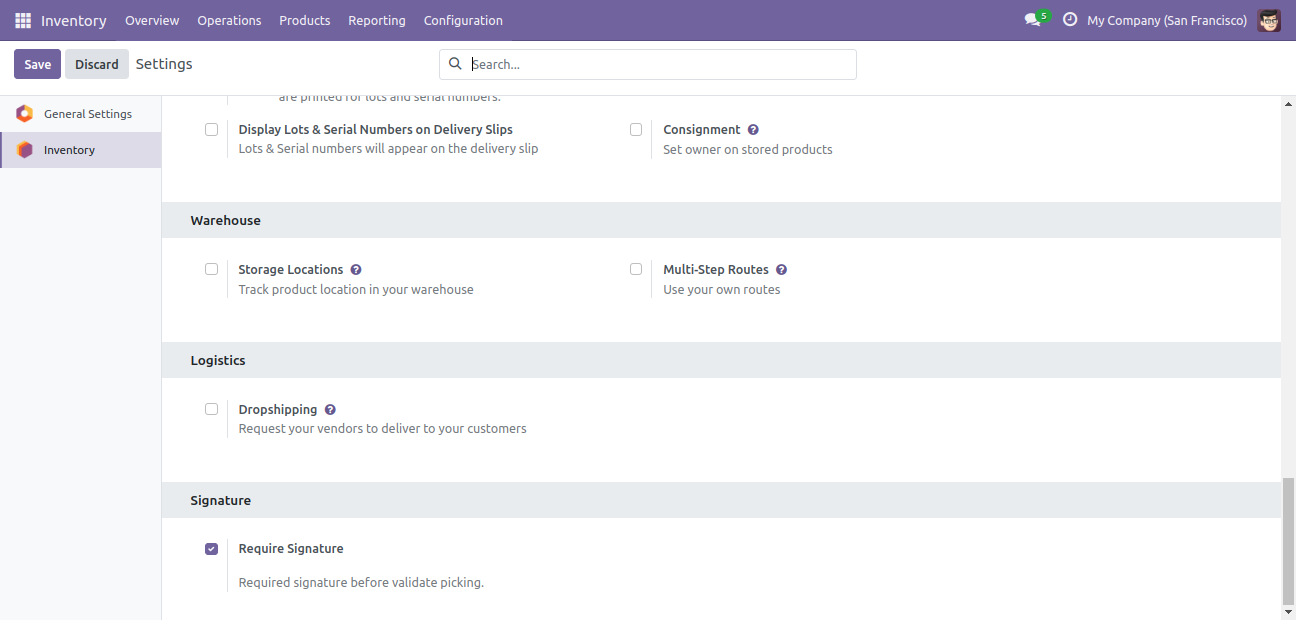 Inventory Overview Operations Products Reporting Configuration 5 My Company (San Francisco)
Save Discard Settings Search...
General Settings
Inventory
are printed for lots and serial numbers.
Display Lots & Serial Numbers on Delivery Slips
Lots & Serial numbers will appear on the delivery slip
Consignment ?
Set owner on stored products
Warehouse
Storage Locations ?
Track product location in your warehouse
Multi-Step Routes ?
Use your own routes
Logistics
Dropshipping ?
Request your vendors to deliver to your customers
Signature
Require Signature
Required signature before validate picking.